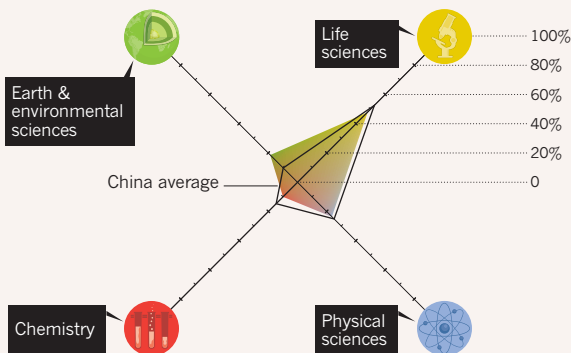 Life
sciences
100%
80%
60%
40%
20%
0
Earth &
environmental
sciences
China average
Chemistry
Physical
sciences